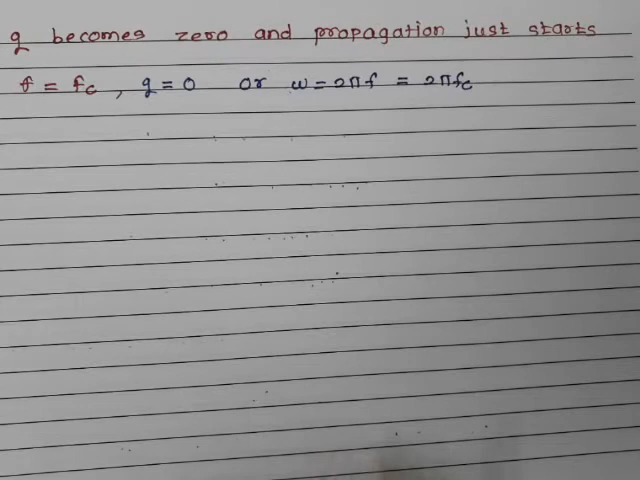 g becomes zero and propagation just starts
f = fc , g = 0 or w = 2πf = 2πfc